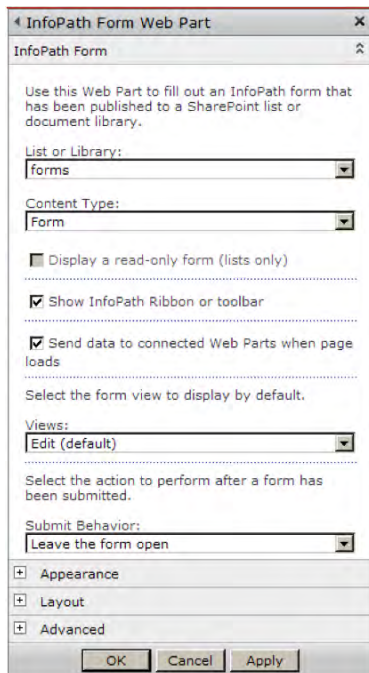 InfoPath Form Web Part
InfoPath Form
Use this Web Part to fill out an InfoPath form that
has been published to a SharePoint list or
document library.
List or Library:
forms
Content Type:
Form
Display a read-only form (lists only)
Show InfoPath Ribbon or toolbar
Send data to connected Web Parts when page
loads
Select the form view to display by default.
Views:
Edit (default)
Select the action to perform after a form has
been submitted.
Submit Behavior:
Leave the form open
Appearance
Layout
Advanced
OK Cancel Apply